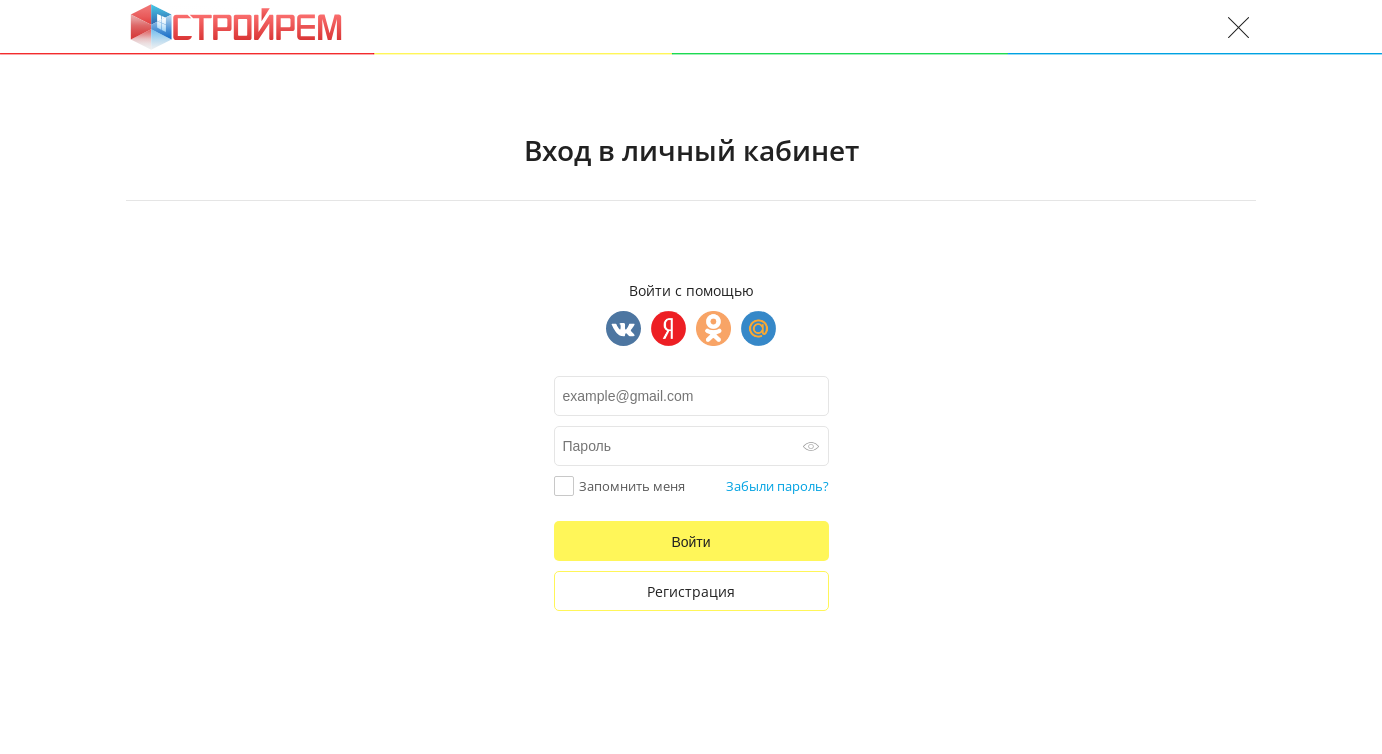 СТРОЙРЕМ
Вход в личный кабинет
Войти с помощью
example@gmail.com
Пароль
Запомнить меня Забыли пароль?
Войти
Регистрация